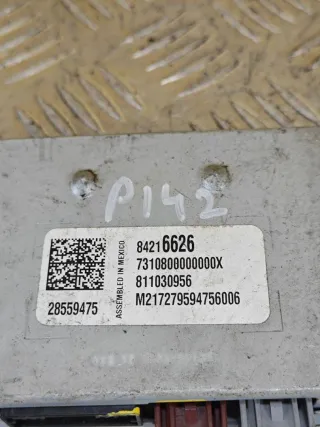 P142
84216626
7310800000000X
811030956
M217279594756006
28559475
ASSEMBLED IN MEXICO